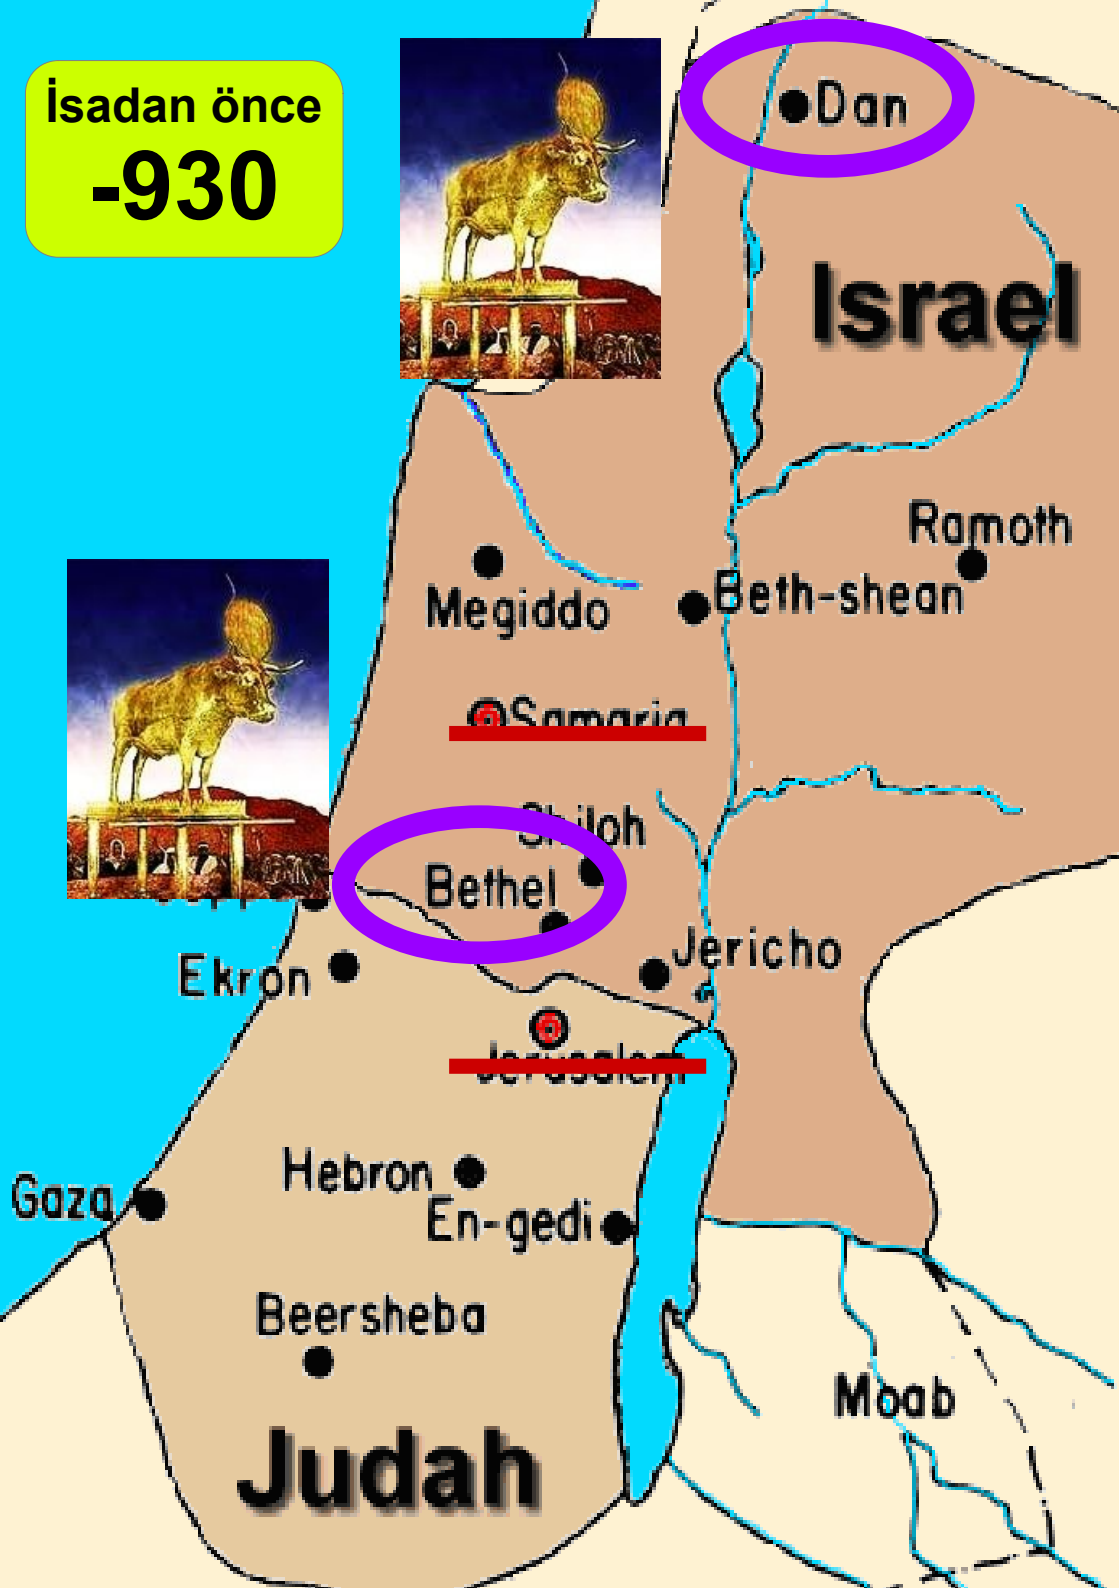 İsadan önce
-930
Dan
Israel
Ramoth
Beth-shean
Megiddo
Samaria
Shiloh
Bethel
Jericho
Ekron
Jerusalem
Hebron
Gaza
En-gedi
Beersheba
Moab
Judah